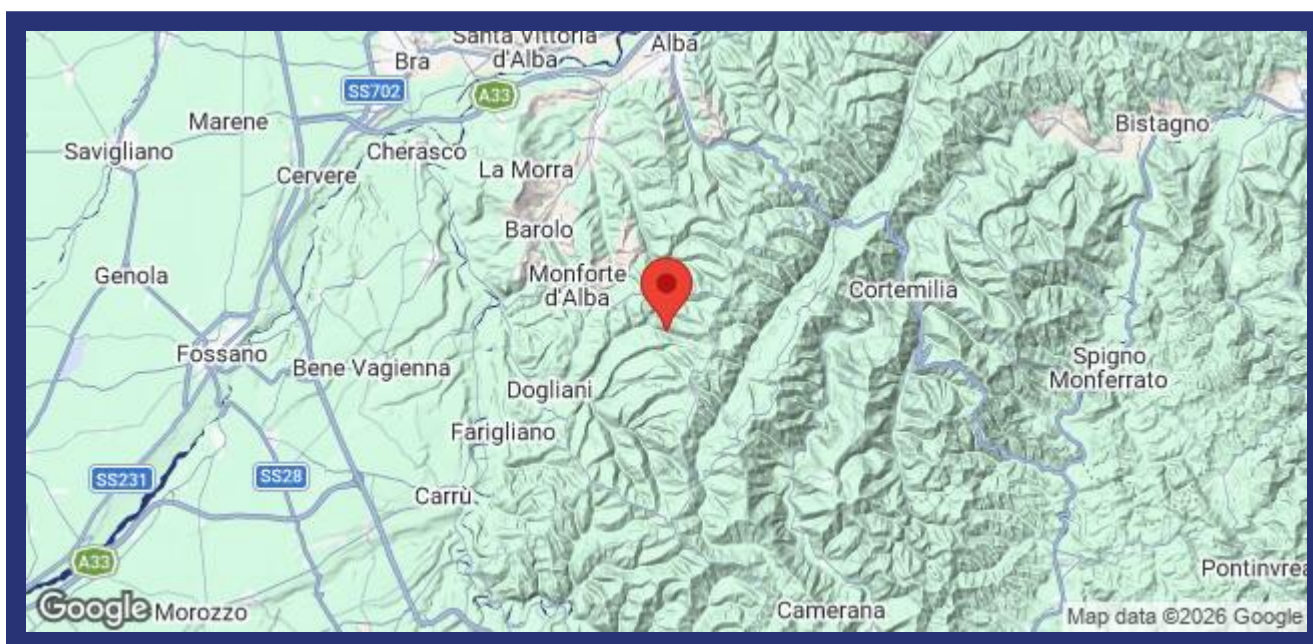 Santa Vittoria
d'Alba
Alba
Bra
SS702
A33
Marene
Savigliano
Cherasco
Bistagno
Cervere
La Morra
Barolo
Genola
Monforte
d'Alba
Cortemilia
Fossano
Bene Vagienna
Spigno
Monferrato
Dogliani
Farigliano
SS231
SS28
Carrù
A33
Pontinvrea
Google
Morozzo
Camerana
Map data ©2026 Google